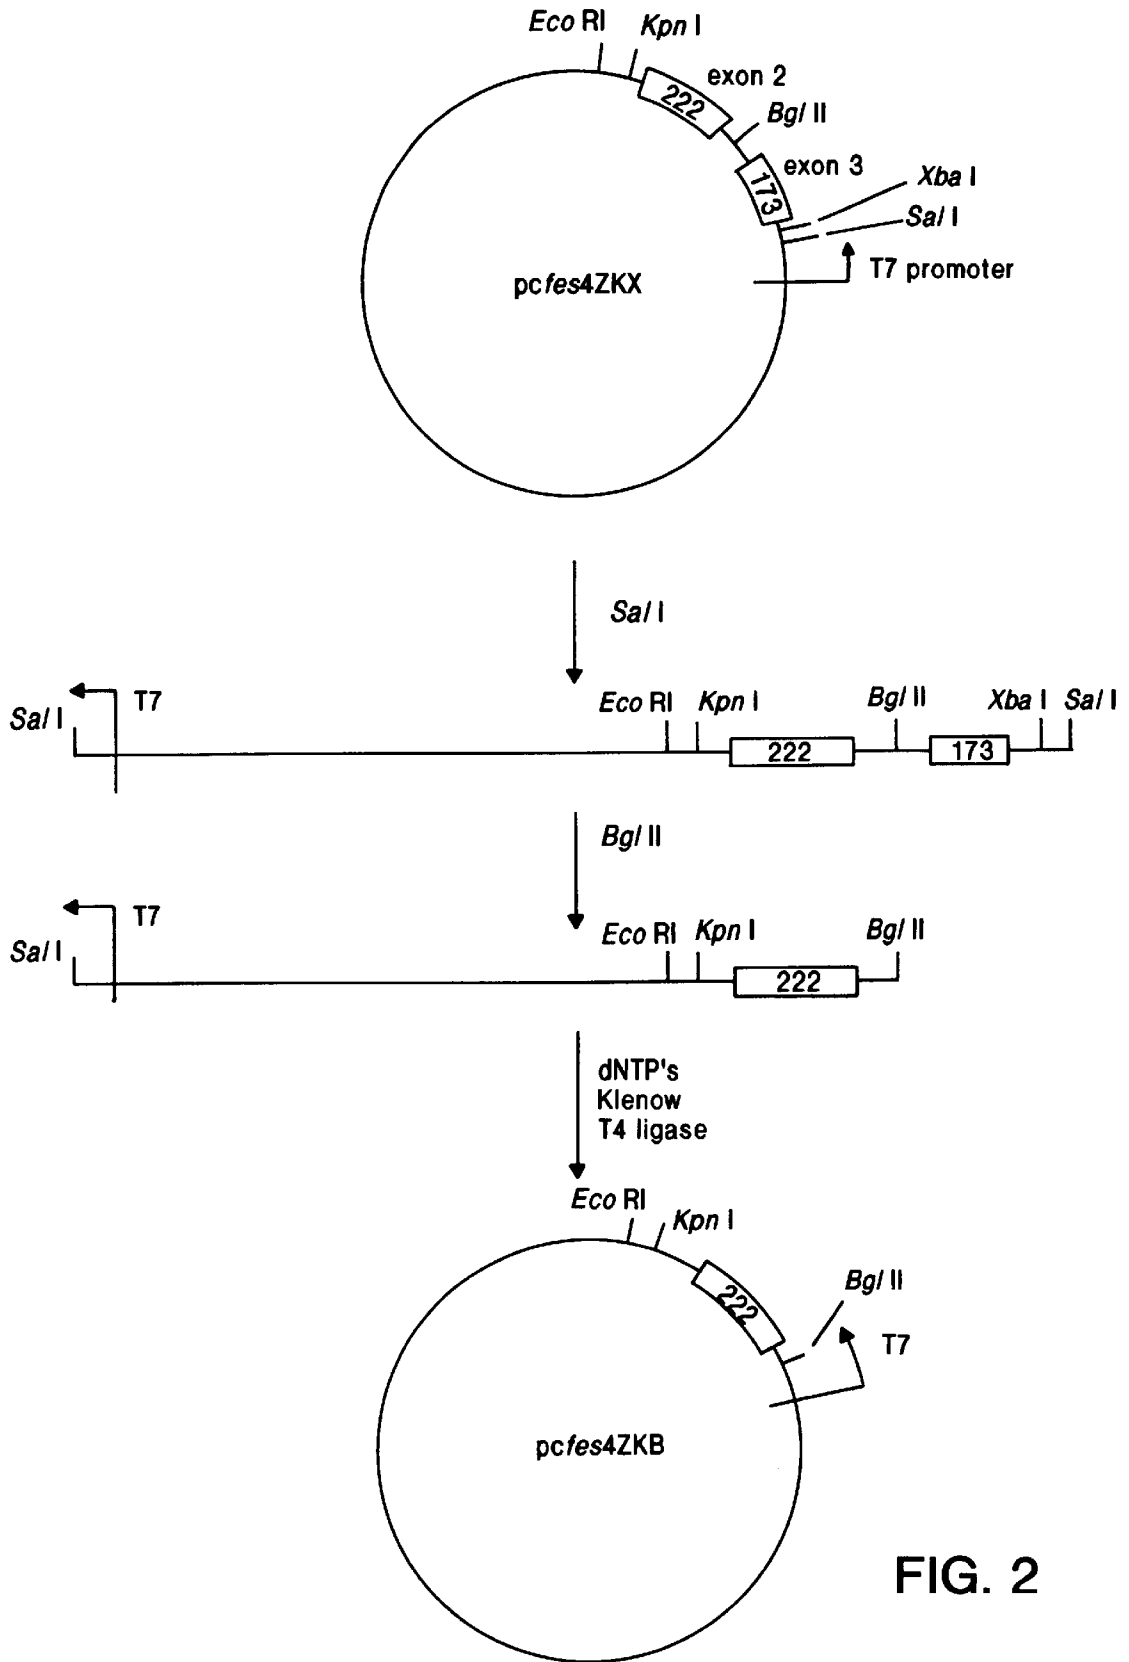 Eco RI
Kpn I
exon 2
222
Bgl II
exon 3
173
Xba I
Sal I
T7 promoter
pcfes4ZKX
Sal I
Sal I
T7
Eco RI
Kpn I
Bgl II
Xba I
Sal I
222
173
Bgl II
Sal I
T7
Eco RI
Kpn I
Bgl II
222
dNTP's
Klenow
T4 ligase
Eco RI
Kpn I
222
Bgl II
T7
pcfes4ZKB
FIG. 2